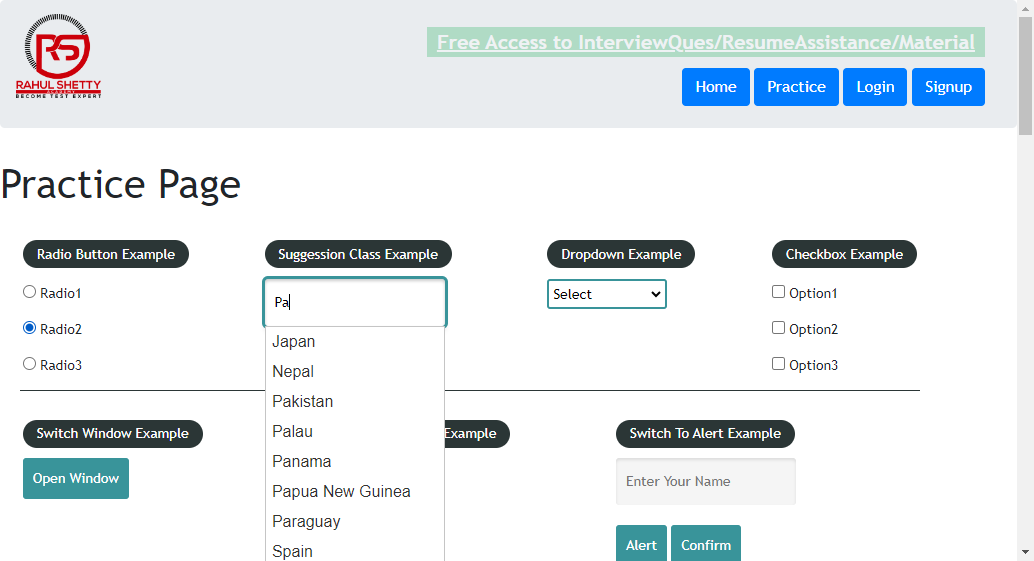 RS
RAHUL SHETTY
ACADEMY
BECOME TEST EXPERT
Free Access to InterviewQues/ResumeAssistance/Material
Home Practice Login Signup
Practice Page
Radio Button Example
Radio1
Radio2
Radio3
Suggession Class Example
Pa
Japan
Nepal
Pakistan
Palau
Panama
Papua New Guinea
Paraguay
Spain
Dropdown Example
Select
Checkbox Example
Option1
Option2
Option3
Switch Window Example
Open Window
Example
Switch To Alert Example
Enter Your Name
Alert Confirm